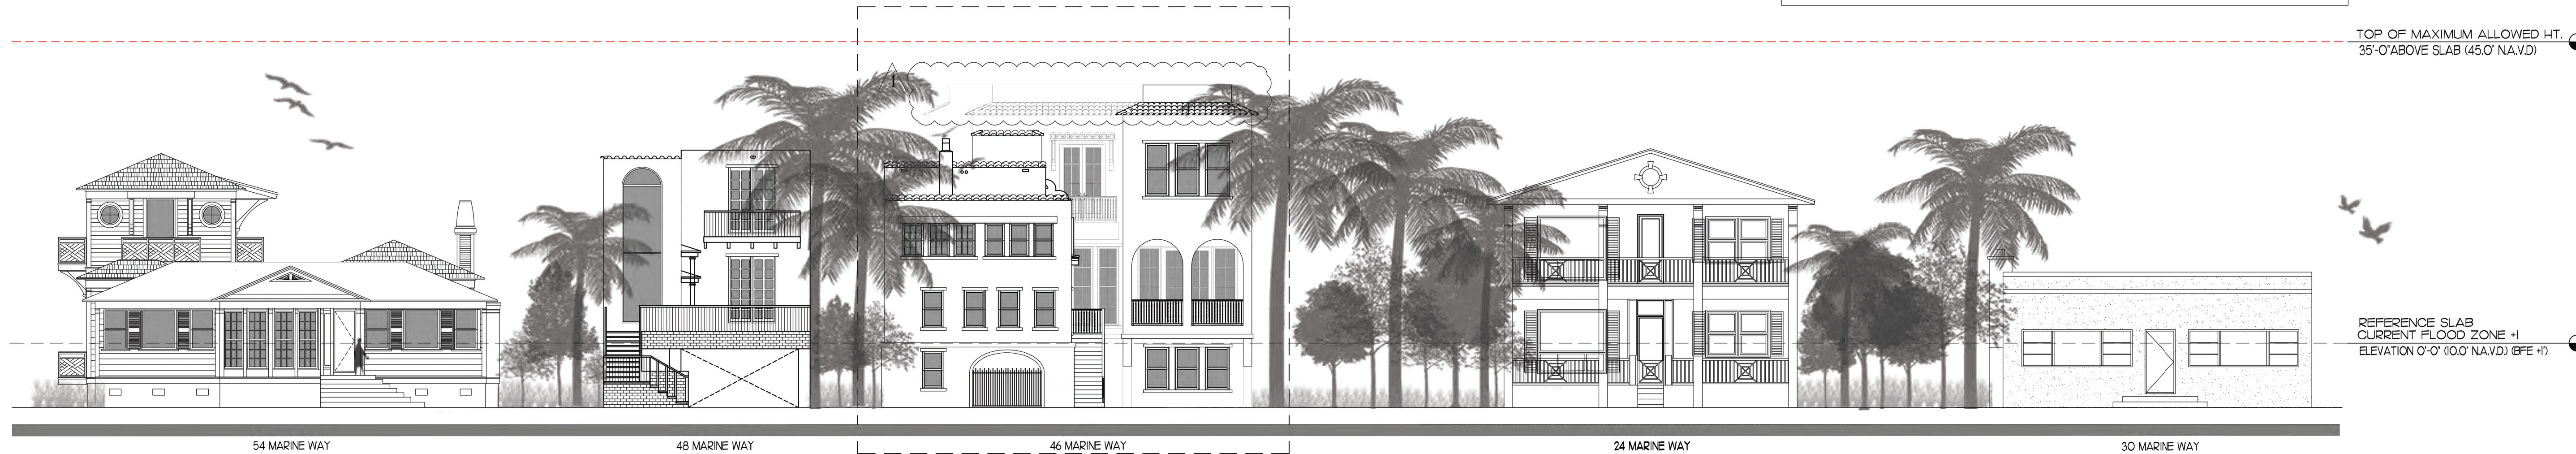 TOP OF MAXIMUM ALLOWED HT.
35'-0"ABOVE SLAB (45.0' N.A.V.D)
1
REFERENCE SLAB
CURRENT FLOOD ZONE +1
ELEVATION 0'-0" (10.0' N.A.V.D.) (BFE +1')
54 MARINE WAY
48 MARINE WAY
46 MARINE WAY
24 MARINE WAY
30 MARINE WAY